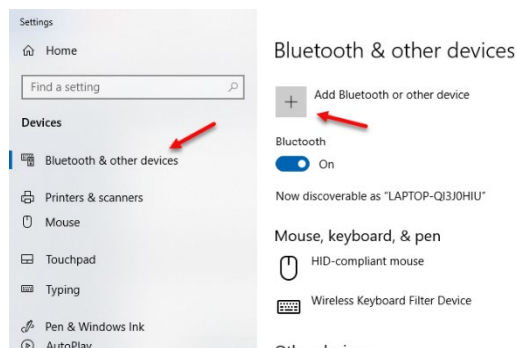 Settings
Home
Find a setting
Devices
Bluetooth & other devices
Printers & scanners
Mouse
Touchpad
Typing
Pen & Windows Ink
AutoPlay
Bluetooth & other devices
Add Bluetooth or other device
Bluetooth
On
Now discoverable as "LAPTOP-QI3J0HIU"
Mouse, keyboard, & pen
HID-compliant mouse
Wireless Keyboard Filter Device
Other devices